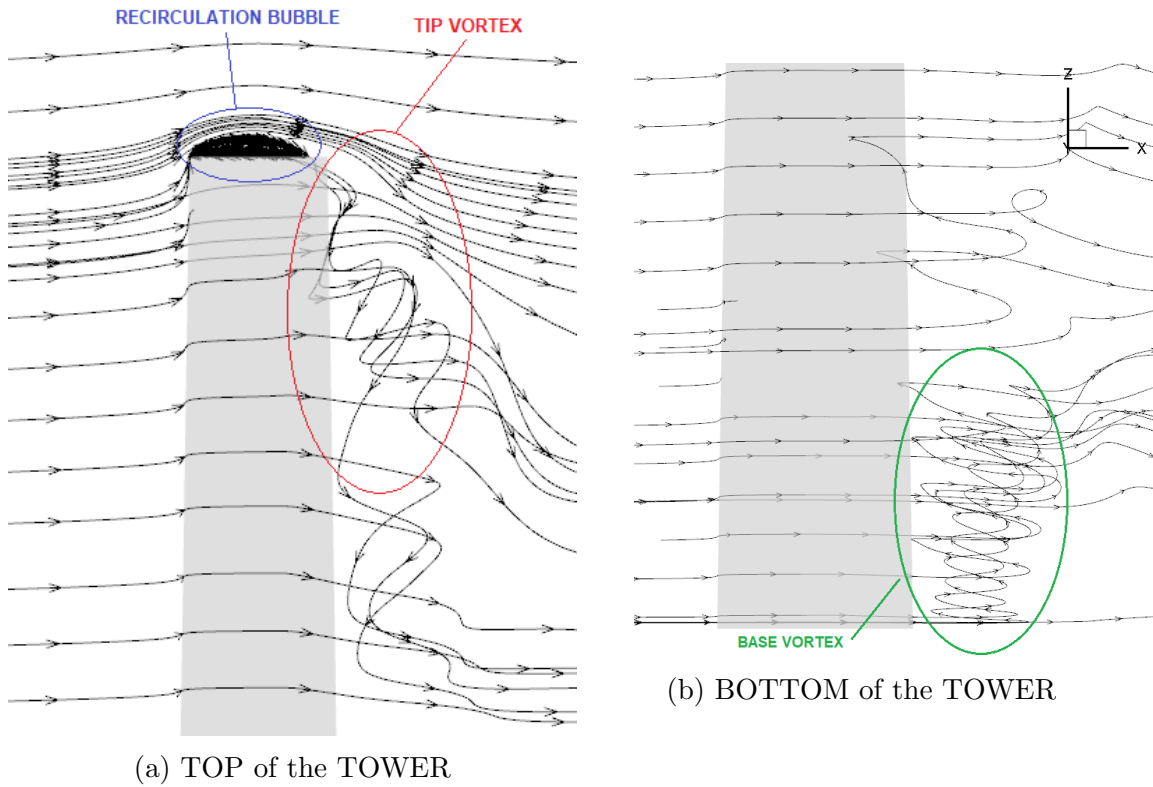 RECIRCULATION BUBBLE
TIP VORTEX
(a) TOP of the TOWER
Z
X
BASE VORTEX
(b) BOTTOM of the TOWER